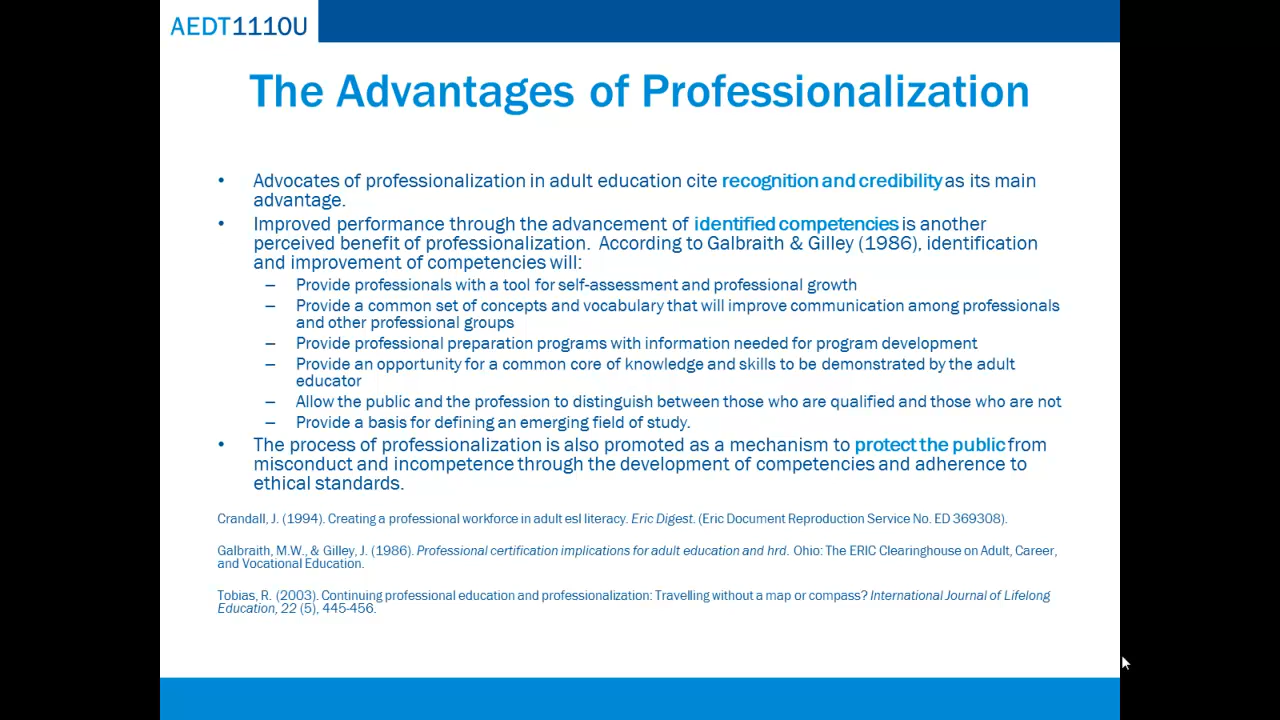 AEDT1110U
The Advantages of Professionalization
• Advocates of professionalization in adult education cite recognition and credibility as its main
advantage.
• Improved performance through the advancement of identified competencies is another
perceived benefit of professionalization. According to Galbraith & Gilley (1986), identification
and improvement of competencies will:
– Provide professionals with a tool for self-assessment and professional growth
– Provide a common set of concepts and vocabulary that will improve communication among professionals
and other professional groups
– Provide professional preparation programs with information needed for program development
– Provide an opportunity for a common core of knowledge and skills to be demonstrated by the adult
educator
– Allow the public and the profession to distinguish between those who are qualified and those who are not
– Provide a basis for defining an emerging field of study.
• The process of professionalization is also promoted as a mechanism to protect the public from
misconduct and incompetence through the development of competencies and adherence to
ethical standards.
Crandall, J. (1994). Creating a professional workforce in adult esl literacy. Eric Digest. (Eric Document Reproduction Service No. ED 369308).
Galbraith, M.W., & Gilley, J. (1986). Professional certification implications for adult education and hrd. Ohio: The ERIC Clearinghouse on Adult, Career,
and Vocational Education.
Tobias, R. (2003). Continuing professional education and professionalization: Travelling without a map or compass? International Journal of Lifelong
Education, 22 (5), 445-456.